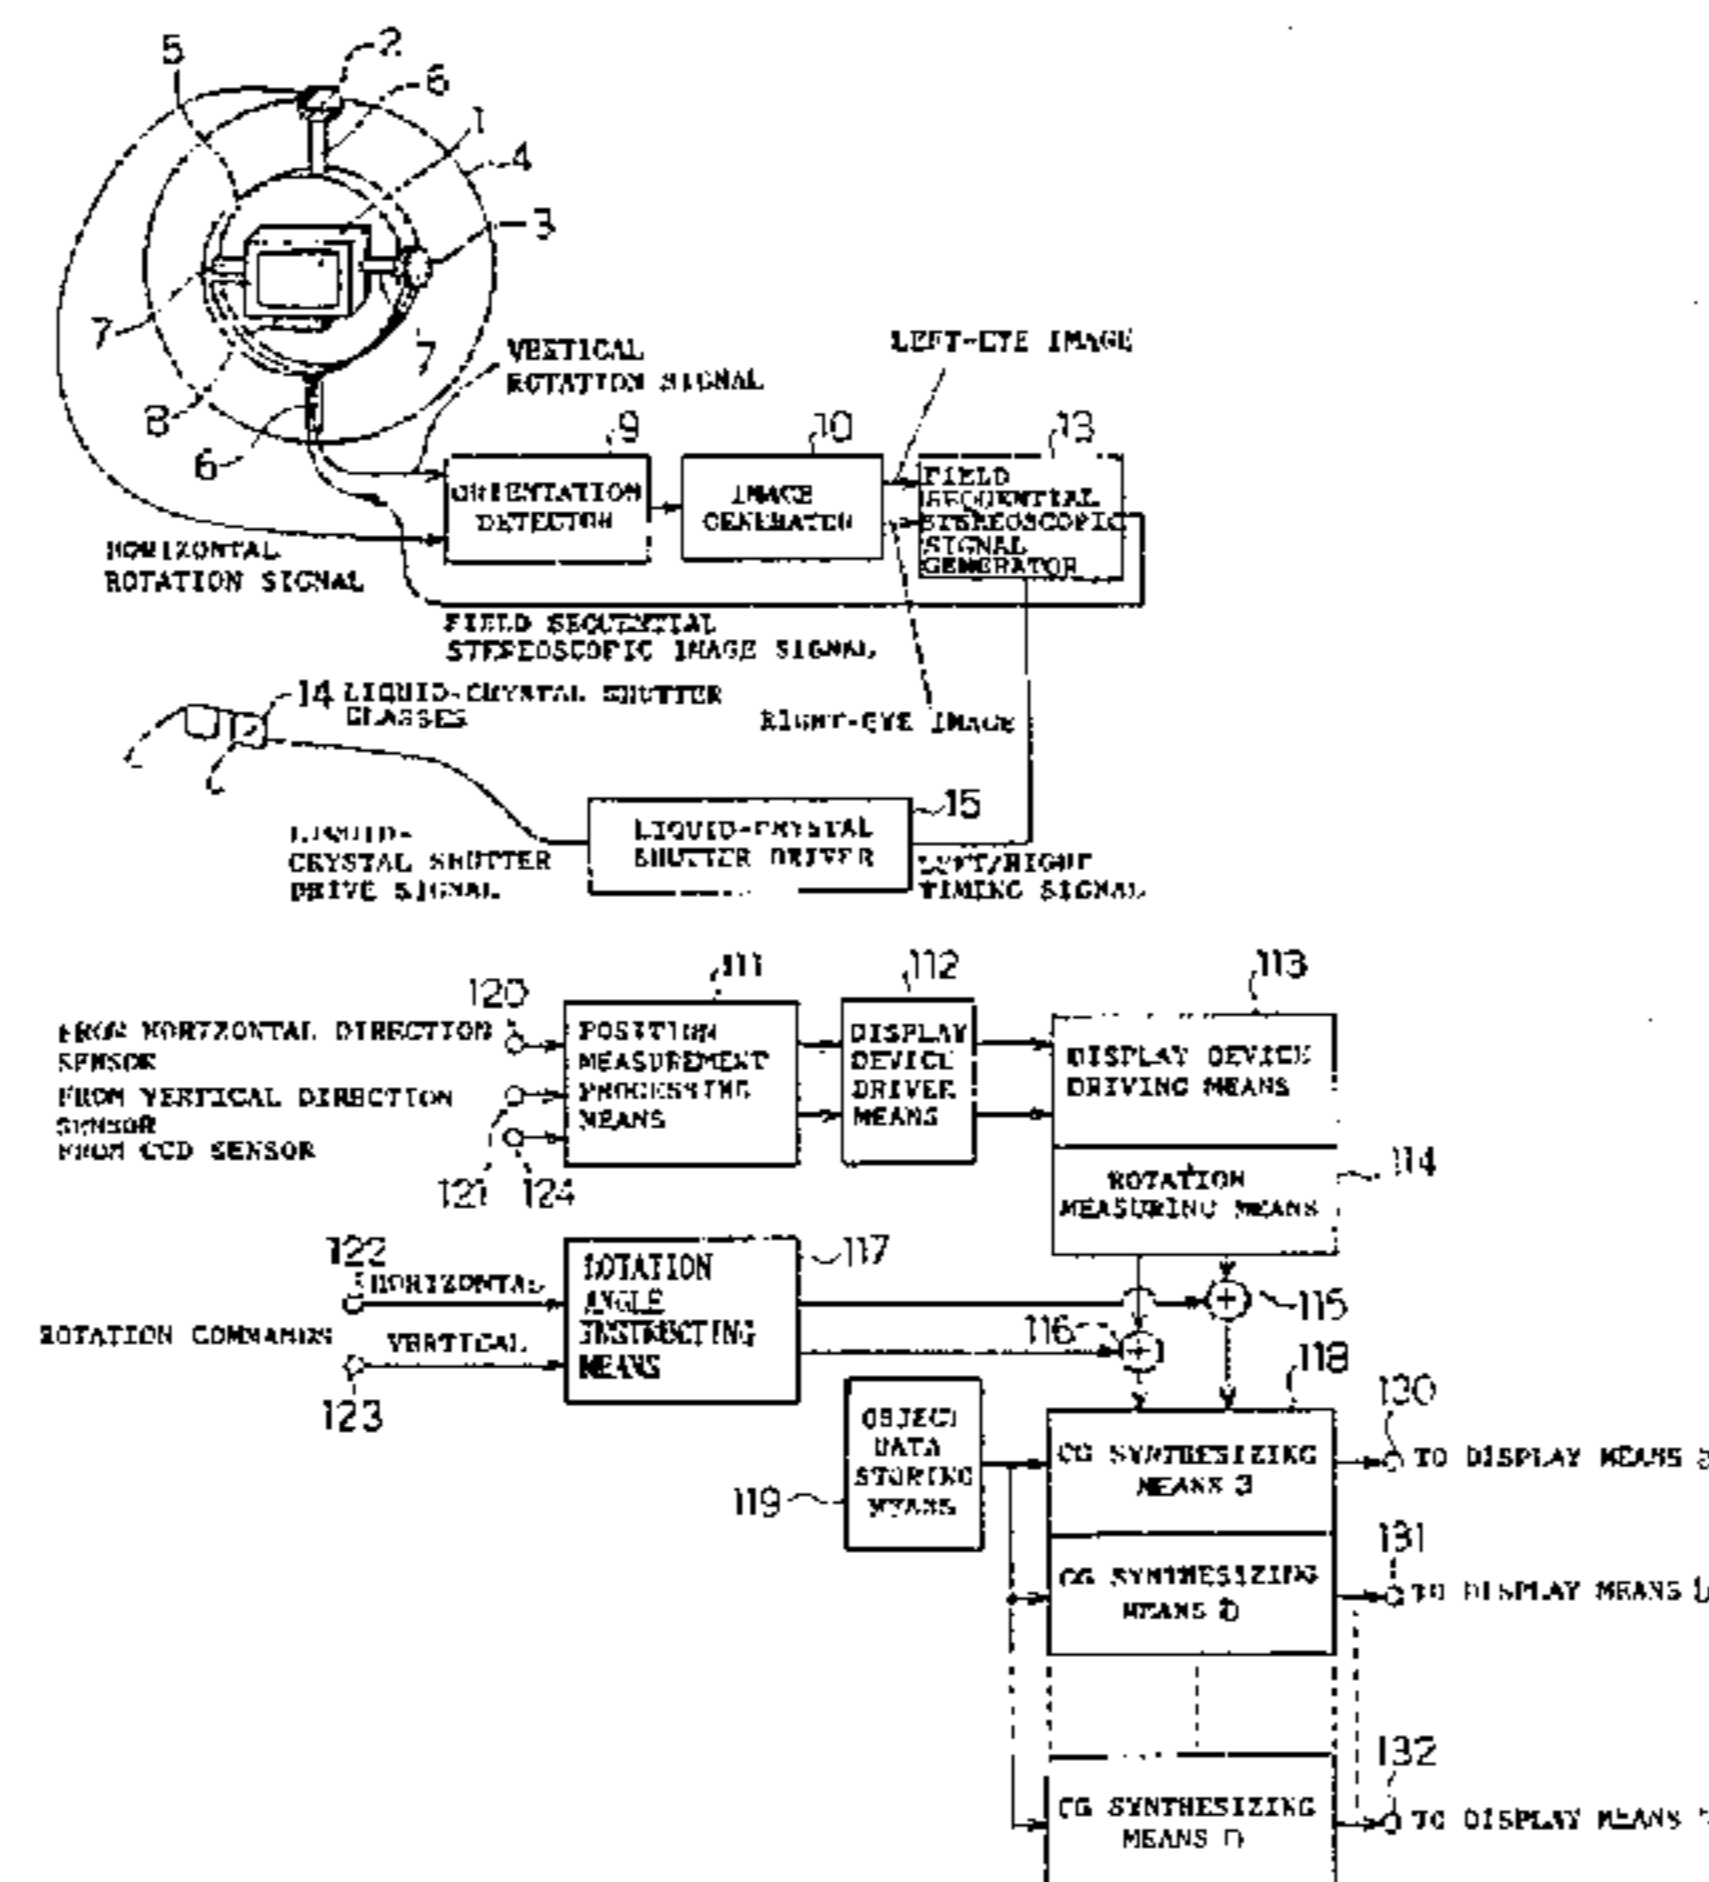 5
2
6
1
4
3
7
7
8
6
VERTICAL
ROTATION SIGNAL
LEFT-EYE IMAGE
9
10
13
ORIENTATION
DETECTOR
IMAGE
GENERATER
FIELD
SEQUENTIAL
STEREOSCOPIC
SIGNAL
GENERATOR
HORIZONTAL
ROTATION SIGNAL
FIELD SEQUENTIAL
STEREOSCOPIC IMAGE SIGNAL
14 LIQUID-CRYSTAL SHUTTER
GLASSES
RIGHT-EYE IMAGE
15
LIQUID-CRYSTAL
SHUTTER DRIVER
LIQUID-
CRYSTAL SHUTTER
DRIVE SIGNAL
LEFT/RIGHT
TIMING SIGNAL
111
112
113
120
FROM HORIZONTAL DIRECTION
SENSOR
FROM VERTICAL DIRECTION
SENSOR
FROM CCD SENSOR
POSITION
MEASUREMENT
PROCESSING
MEANS
DISPLAY
DEVICE
DRIVER
MEANS
DISPLAY DEVICE
DRIVING MEANS
121
124
114
ROTATION
MEASURING MEANS
122
117
HORIZONTAL
ROTATION
ANGLE
INSTRUCTING
MEANS
ROTATION COMMANDS
VERTICAL
123
115
116
118
130
OBJECT
DATA
STORING
MEANS
119
CG SYNTHESIZING
MEANS a
TO DISPLAY MEANS a
131
CG SYNTHESIZING
MEANS b
TO DISPLAY MEANS b
132
CG SYNTHESIZING
MEANS n
TO DISPLAY MEANS